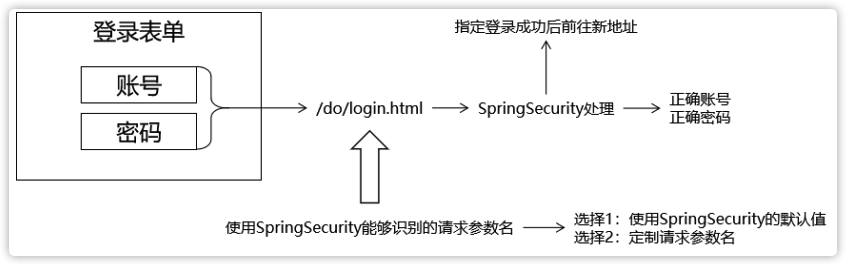 登录表单
账号
密码
/do/login.html
SpringSecurity处理
指定登录成功后前往新地址
正确账号
正确密码
使用SpringSecurity能够识别的请求参数名
选择1：使用SpringSecurity的默认值
选择2：定制请求参数名